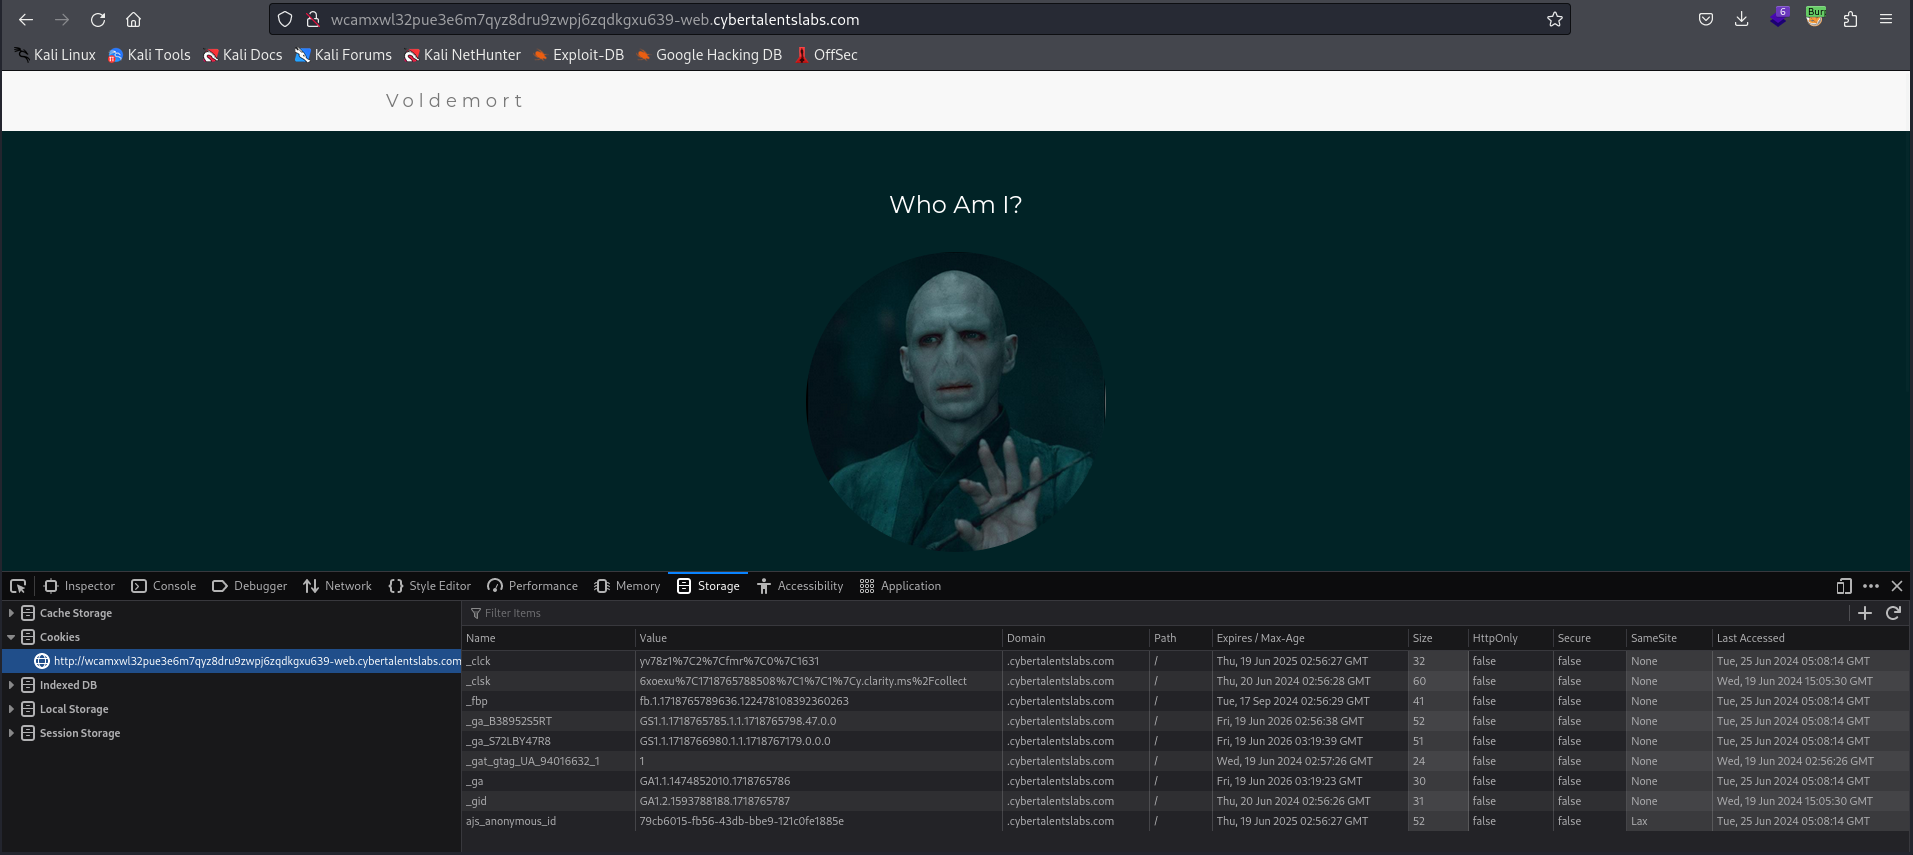 wcamxwl32pue3e6m7qyz8dru9zwpj6zqdkgxu639-web.cybertalentslabs.com
6
Burp
Kali Linux Kali Tools Kali Docs Kali Forums Kali NetHunter Exploit-DB Google Hacking DB OffSec
Voldemort
Who Am I?
Inspector Console Debugger Network Style Editor Performance Memory Storage Accessibility Application
Cache Storage
Cookies
http://wcamxwl32pue3e6m7qyz8dru9zwpj6zqdkgxu639-web.cybertalentslabs.com
Indexed DB
Local Storage
Session Storage
Filter Items
Name Value Domain Path Expires / Max-Age Size HttpOnly Secure SameSite Last Accessed
_clck yv78z1%7C2%7Cfmr%7C0%7C1631 .cybertalentslabs.com / Thu, 19 Jun 2025 02:56:27 GMT 32 false false None Tue, 25 Jun 2024 05:08:14 GMT
_clsk 6xoexu%7C1718765788508%7C1%7C1%7Cy.clarity.ms%2Fcollect .cybertalentslabs.com / Thu, 20 Jun 2024 02:56:28 GMT 60 false false None Wed, 19 Jun 2024 15:05:30 GMT
_fbp fb.1.1718765789636.122478108392360263 .cybertalentslabs.com / Tue, 17 Sep 2024 02:56:29 GMT 41 false false None Tue, 25 Jun 2024 05:08:14 GMT
_ga_B38952S5RT GS1.1.1718765785.1.1.1718765798.47.0.0 .cybertalentslabs.com / Fri, 19 Jun 2026 02:56:38 GMT 52 false false None Tue, 25 Jun 2024 05:08:14 GMT
_ga_S72LBY47R8 GS1.1.1718766980.1.1.1718767179.0.0.0 .cybertalentslabs.com / Fri, 19 Jun 2026 03:19:39 GMT 51 false false None Tue, 25 Jun 2024 05:08:14 GMT
_gat_gtag_UA_94016632_1 1 .cybertalentslabs.com / Wed, 19 Jun 2024 02:57:26 GMT 24 false false None Wed, 19 Jun 2024 02:56:26 GMT
_ga GA1.1.1474852010.1718765786 .cybertalentslabs.com / Fri, 19 Jun 2026 03:19:23 GMT 30 false false None Tue, 25 Jun 2024 05:08:14 GMT
_gid GA1.2.1593788188.1718765787 .cybertalentslabs.com / Thu, 20 Jun 2024 02:56:26 GMT 31 false false None Wed, 19 Jun 2024 15:05:30 GMT
ajs_anonymous_id 79cb6015-fb56-43db-bbe9-121c0fe1885e .cybertalentslabs.com / Thu, 19 Jun 2025 02:56:27 GMT 52 false false Lax Tue, 25 Jun 2024 05:08:14 GMT